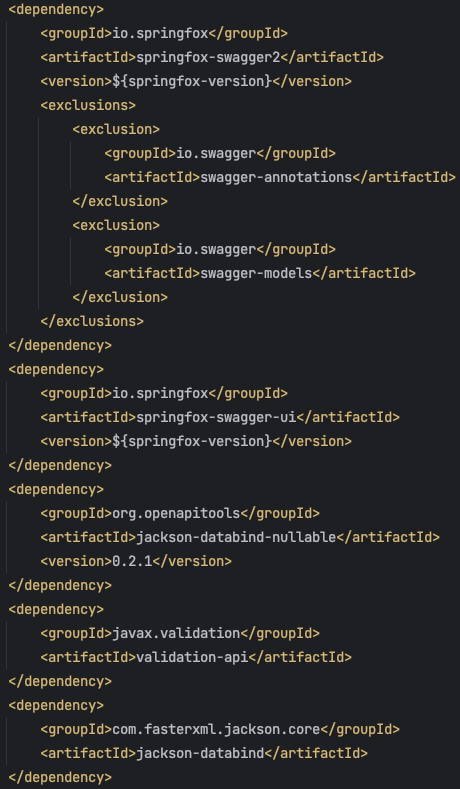 <dependency>
<groupId>io.springfox</groupId>
<artifactId>springfox-swagger2</artifactId>
<version>${springfox-version}</version>
<exclusions>
<exclusion>
<groupId>io.swagger</groupId>
<artifactId>swagger-annotations</artifactId>
</exclusion>
<exclusion>
<groupId>io.swagger</groupId>
<artifactId>swagger-models</artifactId>
</exclusion>
</exclusions>
</dependency>
<dependency>
<groupId>io.springfox</groupId>
<artifactId>springfox-swagger-ui</artifactId>
<version>${springfox-version}</version>
</dependency>
<dependency>
<groupId>org.openapitools</groupId>
<artifactId>jackson-databind-nullable</artifactId>
<version>0.2.1</version>
</dependency>
<dependency>
<groupId>javax.validation</groupId>
<artifactId>validation-api</artifactId>
</dependency>
<dependency>
<groupId>com.fasterxml.jackson.core</groupId>
<artifactId>jackson-databind</artifactId>
</dependency>